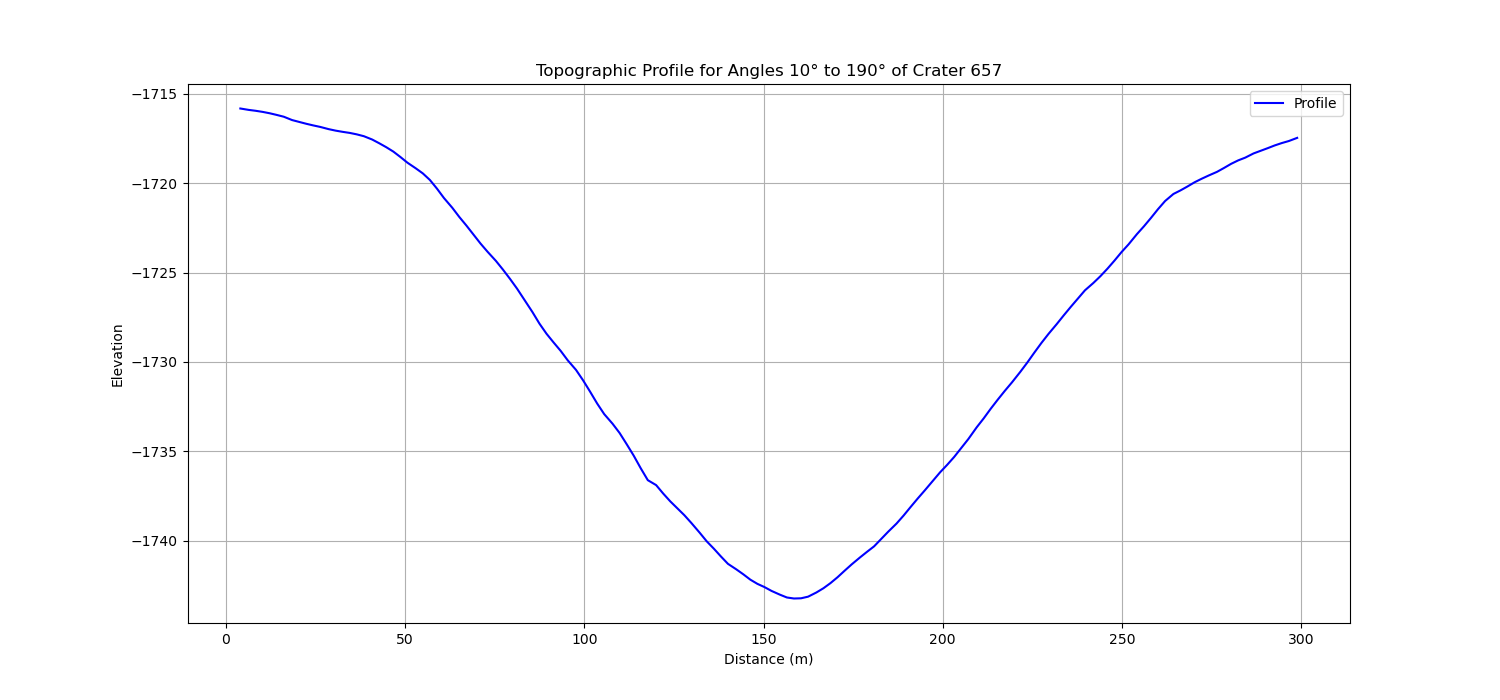 Topographic Profile for Angles 10° to 190° of Crater 657
Profile
−1715
−1720
−1725
−1730
−1735
−1740
Elevation
0 50 100 150 200 250 300
Distance (m)